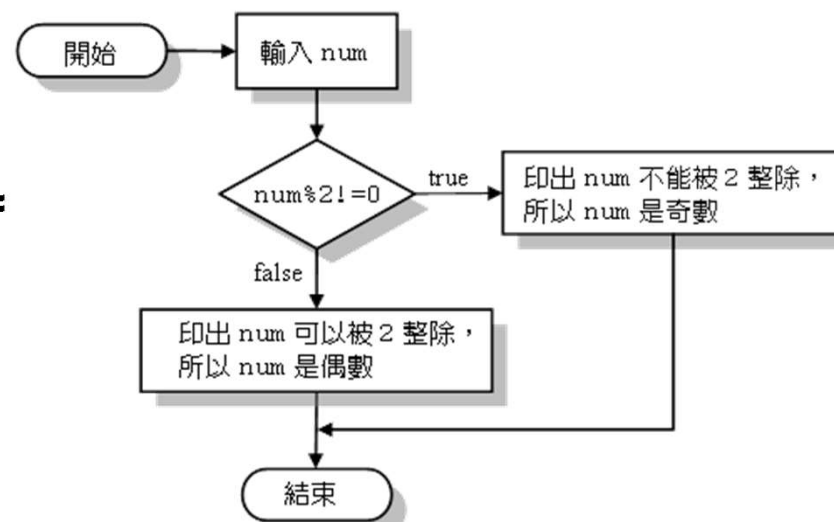 開始
輸入 num
num%2!=0
true
印出 num 不能被 2 整除，
所以 num 是奇數
false
印出 num 可以被 2 整除，
所以 num 是偶數
結束